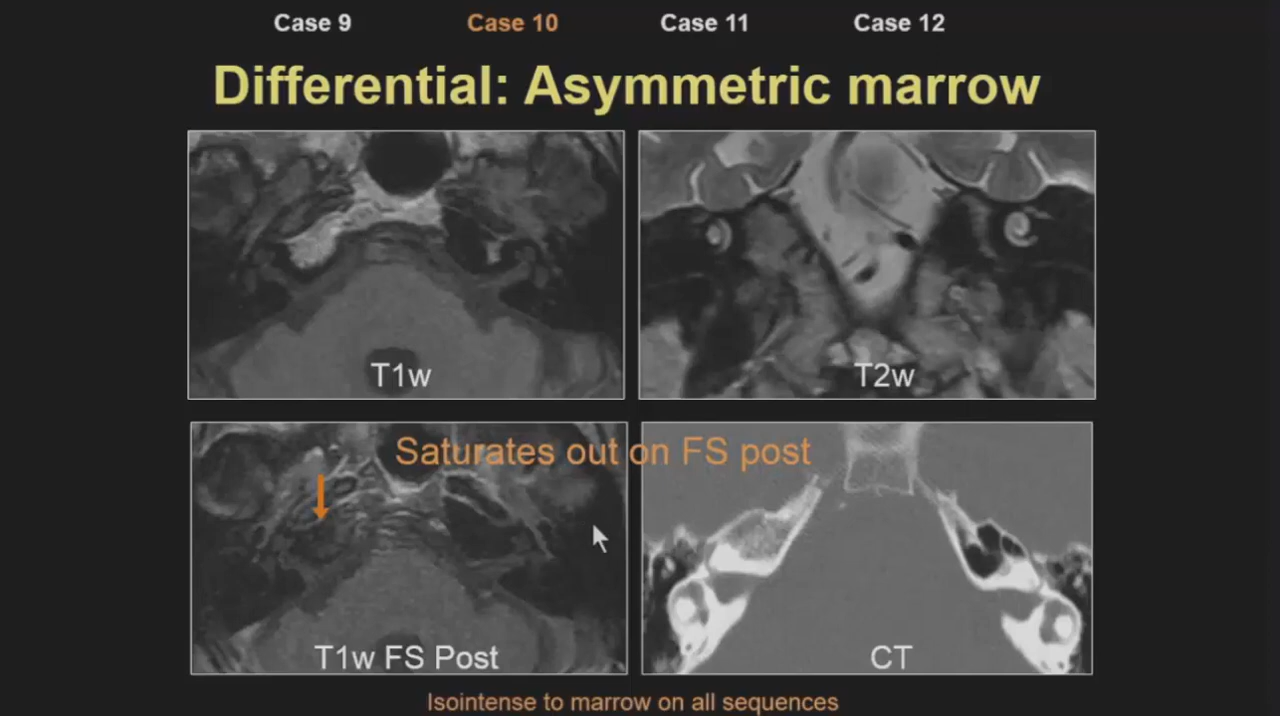 Case 9 Case 10 Case 11 Case 12
Differential: Asymmetric marrow
T1w
T2w
Saturates out on FS post
T1w FS Post
CT
Isointense to marrow on all sequences